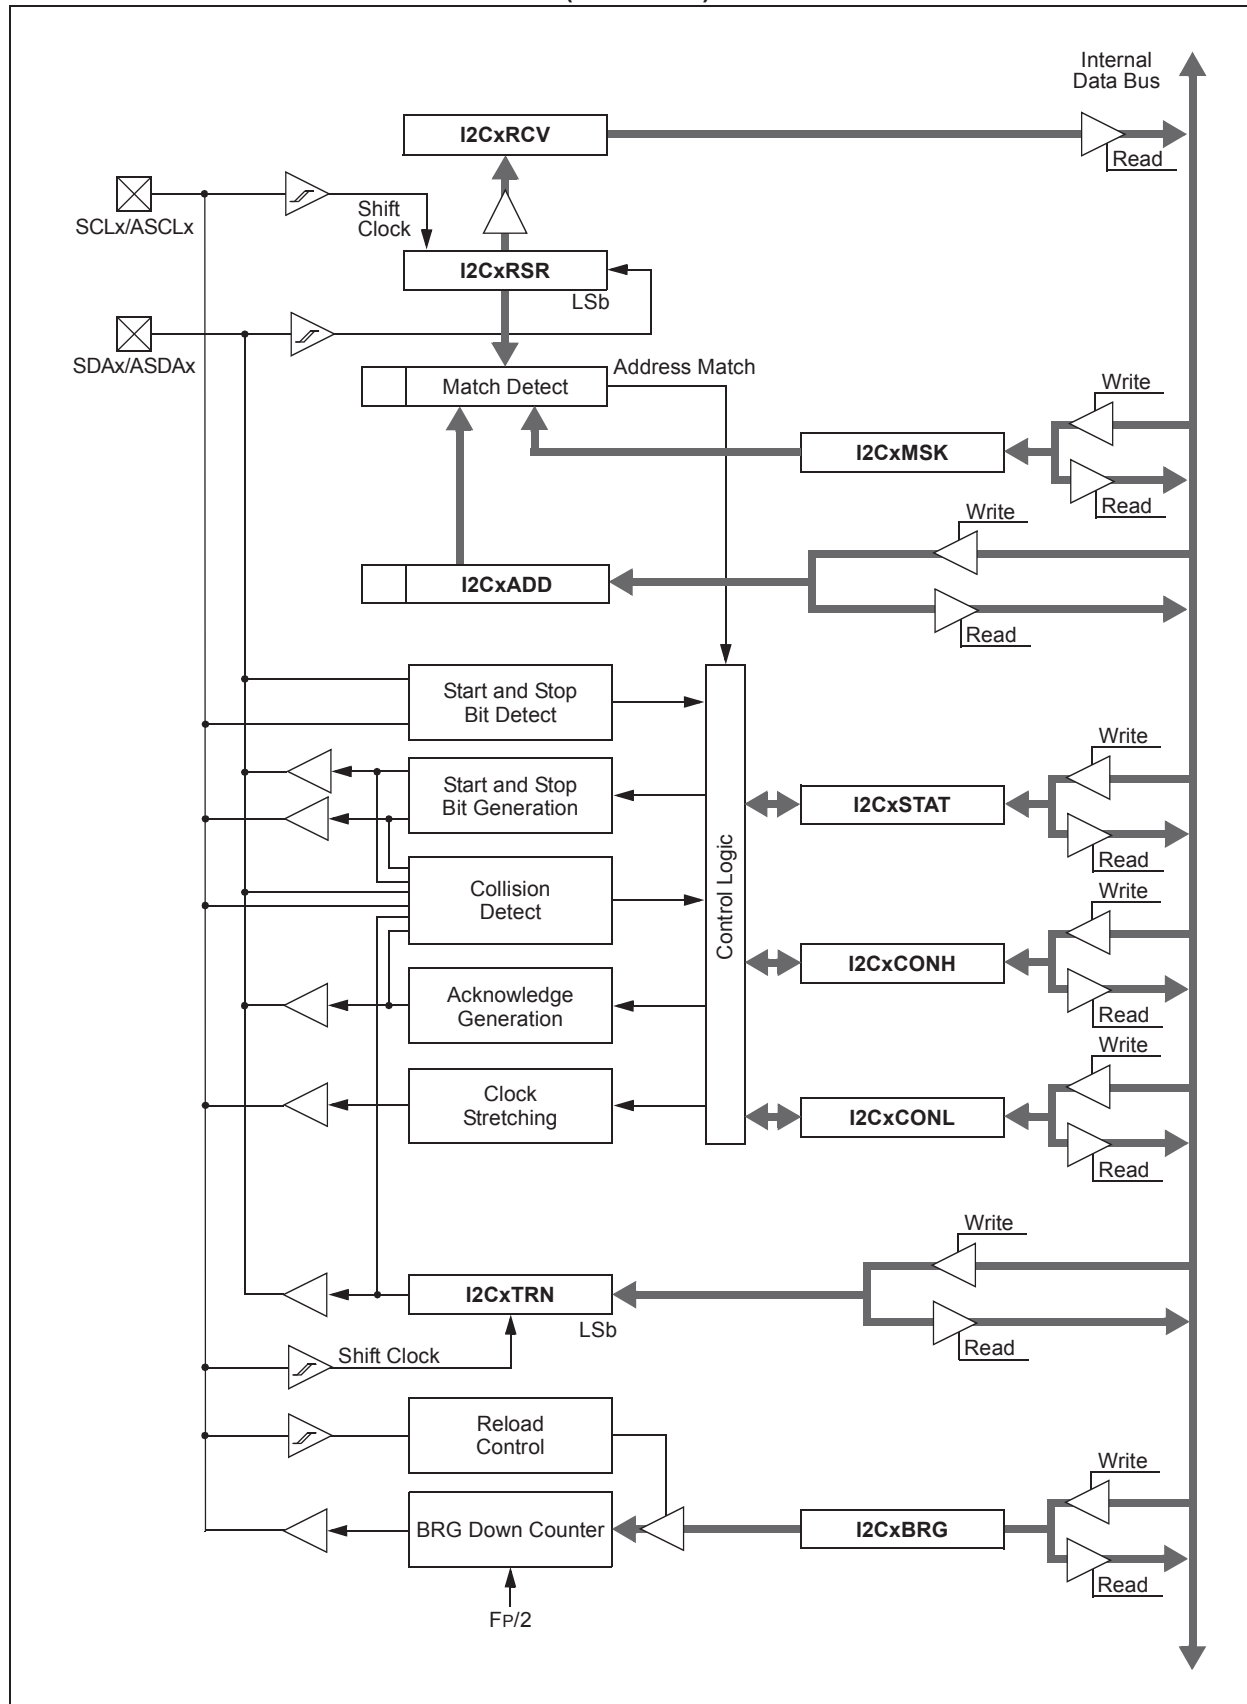 Internal
Data Bus
I2CxRCV
Read
SCLx/ASCLx
Shift
Clock
I2CxRSR
LSb
SDAx/ASDAx
Address Match
Match Detect
Write
I2CxMSK
Read
Write
I2CxADD
Read
Start and Stop
Bit Detect
Write
Start and Stop
Bit Generation
I2CxSTAT
Read
Control Logic
Collision
Detect
Write
I2CxCONH
Acknowledge
Generation
Read
Write
Clock
Stretching
I2CxCONL
Read
Write
I2CxTRN
LSb
Read
Shift Clock
Reload
Control
Write
BRG Down Counter
I2CxBRG
Read
FP/2